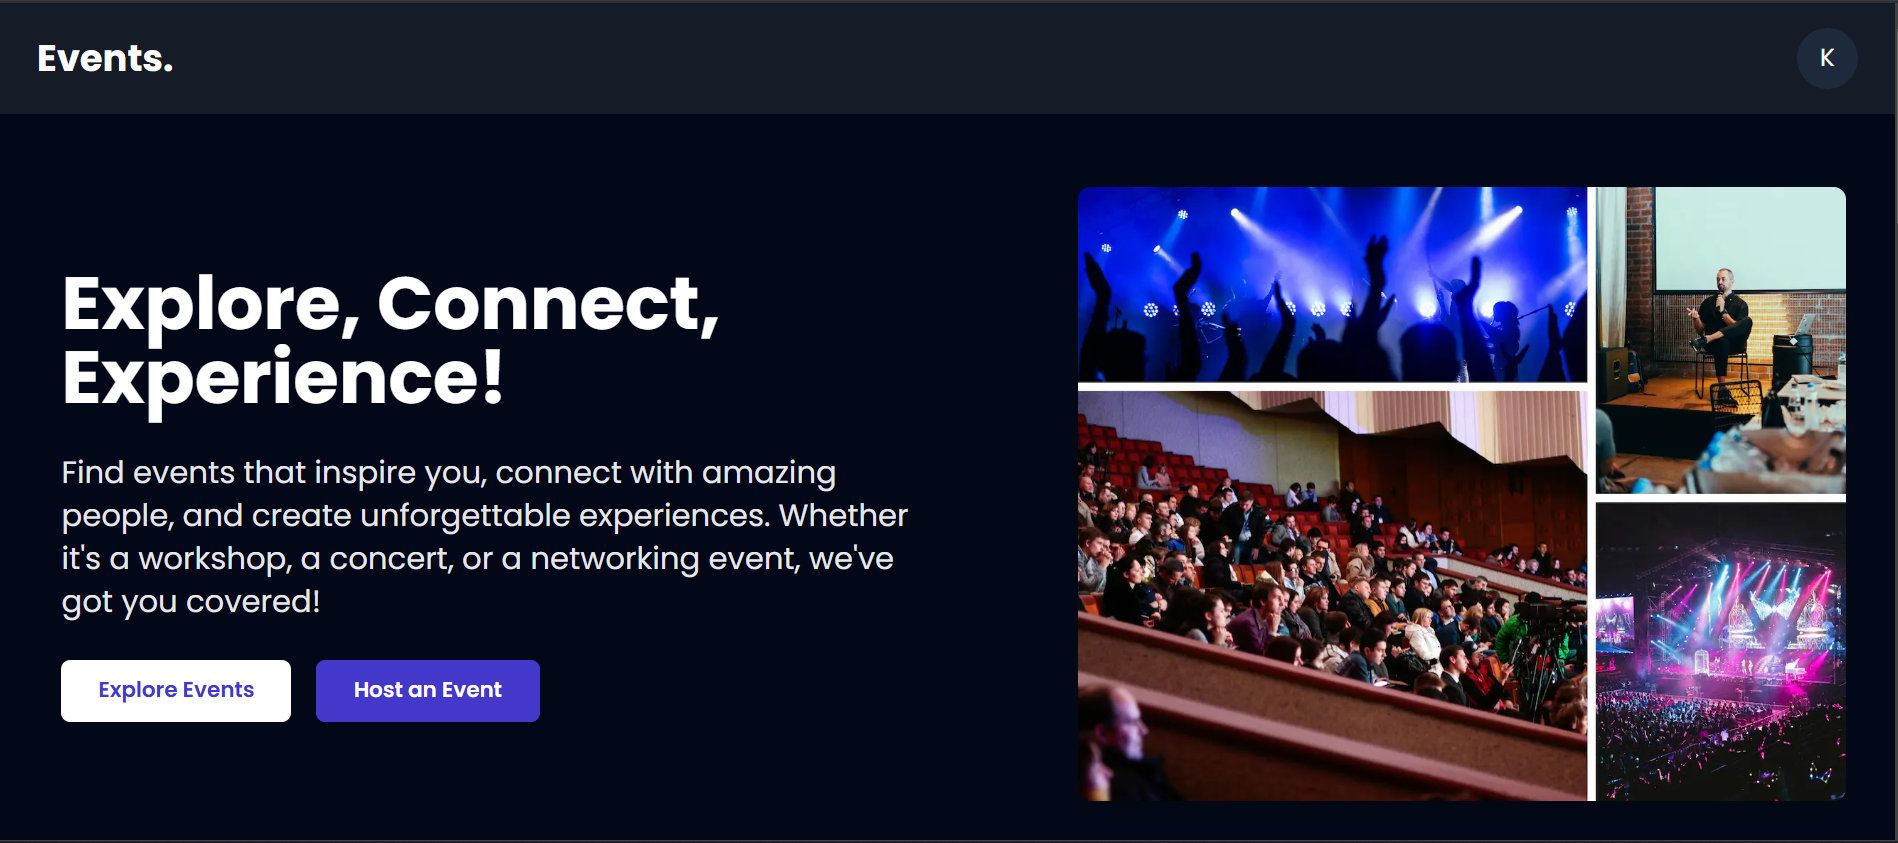 Events.
K
Explore, Connect,
Experience!
Find events that inspire you, connect with amazing
people, and create unforgettable experiences. Whether
it's a workshop, a concert, or a networking event, we've
got you covered!
Explore Events
Host an Event